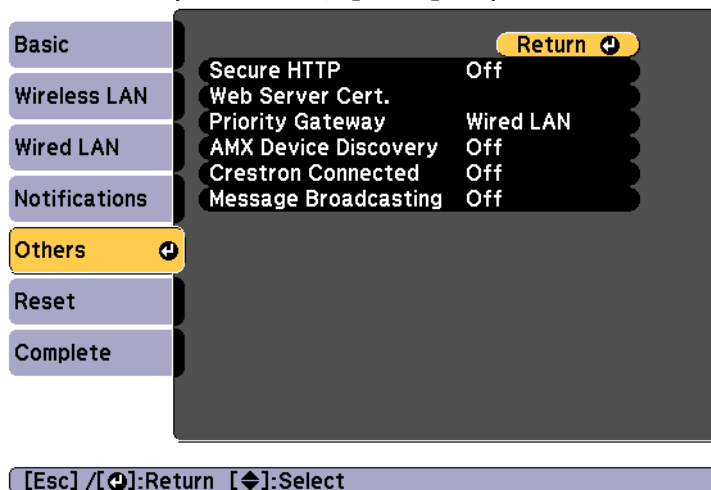 Basic
Wireless LAN
Wired LAN
Notifications
Others
Reset
Complete
Return
Secure HTTP Off
Web Server Cert.
Priority Gateway Wired LAN
AMX Device Discovery Off
Crestron Connected Off
Message Broadcasting Off
[Esc] /[⏎]:Return [◆]:Select